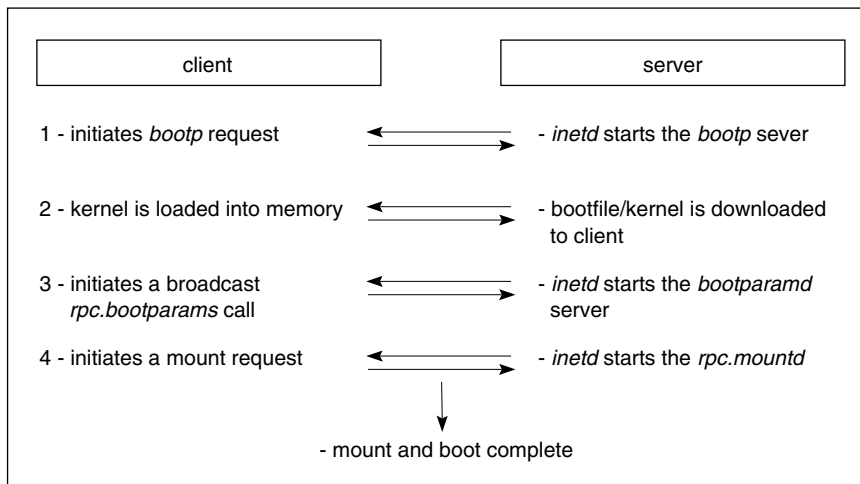 client
server
1 - initiates bootp request
- inetd starts the bootp sever
2 - kernel is loaded into memory
- bootfile/kernel is downloaded
to client
3 - initiates a broadcast
rpc.bootparams call
- inetd starts the bootparamd
server
4 - initiates a mount request
- inetd starts the rpc.mountd
- mount and boot complete